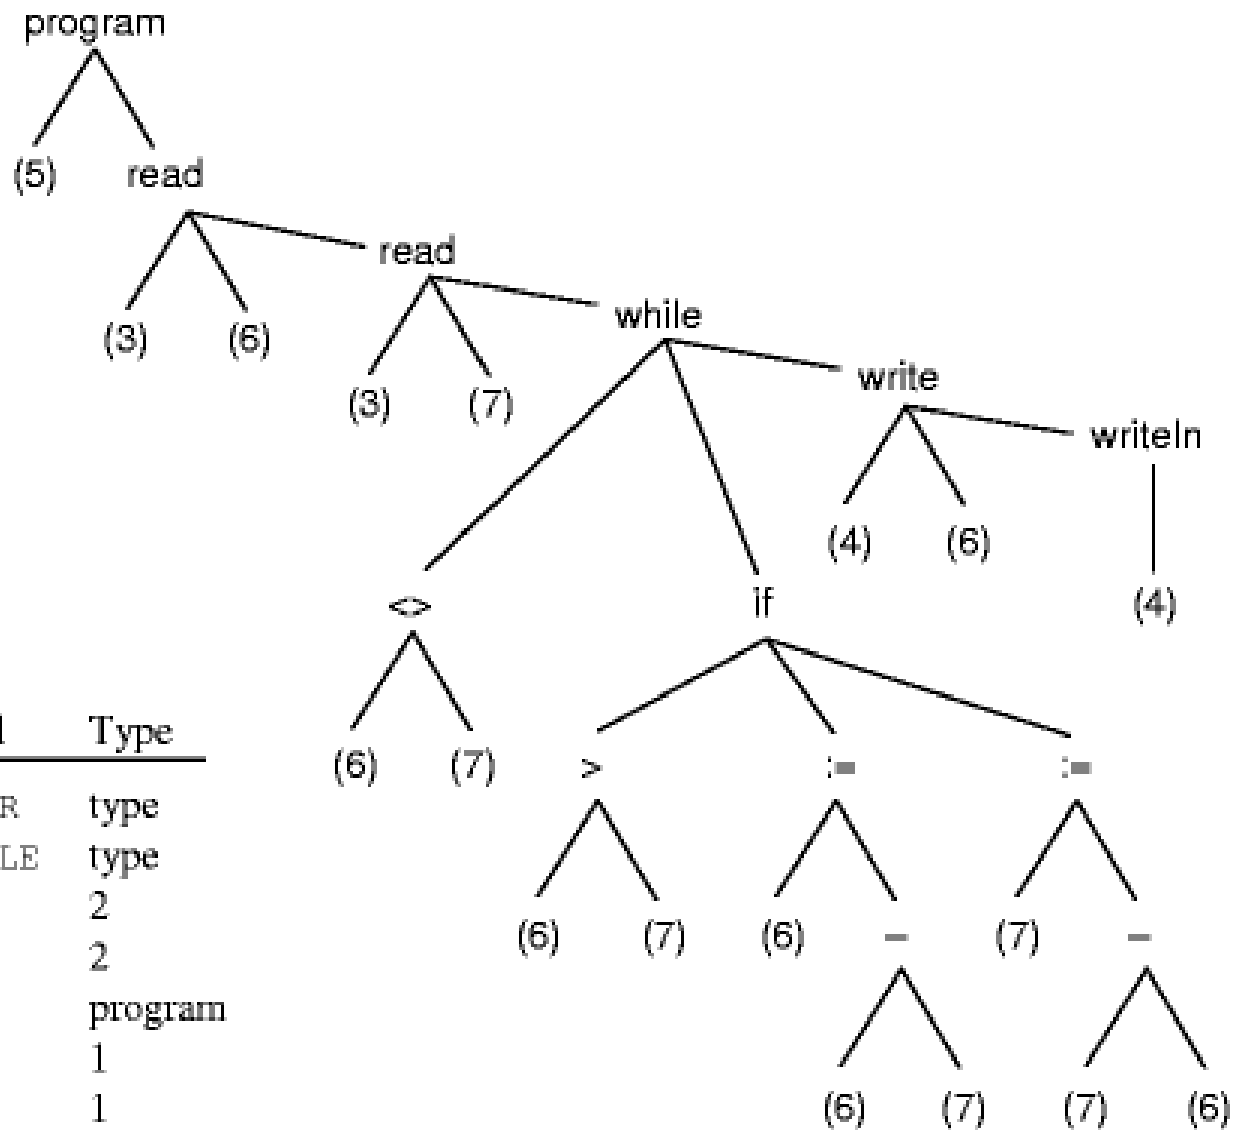 program
(5) read
read
(3) (6)
while
(3) (7)
write
writeln
(4) (6)
<> if
(4)
Type
(6) (7) > := :=
R type
LE type
2
(6) (7) (6) - (7) -
2
program
1
1
(6) (7) (7) (6)